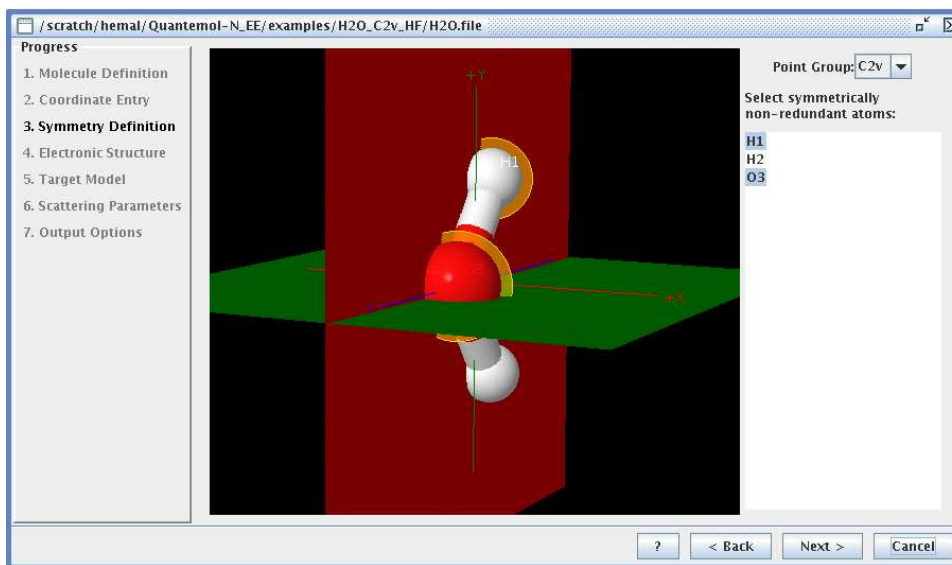 /scratch/hemal/Quantemol-N_EE/examples/H2O_C2v_HF/H2O.file
Progress
1. Molecule Definition
2. Coordinate Entry
3. Symmetry Definition
4. Electronic Structure
5. Target Model
6. Scattering Parameters
7. Output Options
+Y
H1
+X
Point Group: C2v
Select symmetrically
non-redundant atoms:
H1
H2
O3
?
< Back
Next >
Cancel